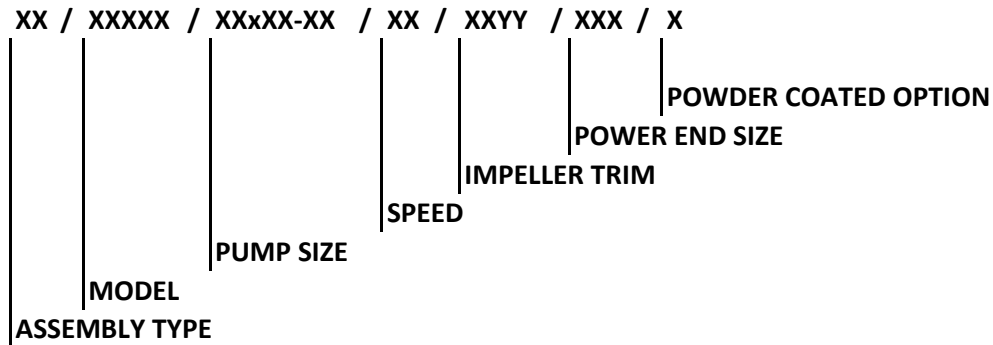 XX / XXXXX / XXxXX-XX / XX / XXYY / XXX / X
POWDER COATED OPTION
POWER END SIZE
IMPELLER TRIM
SPEED
PUMP SIZE
MODEL
ASSEMBLY TYPE